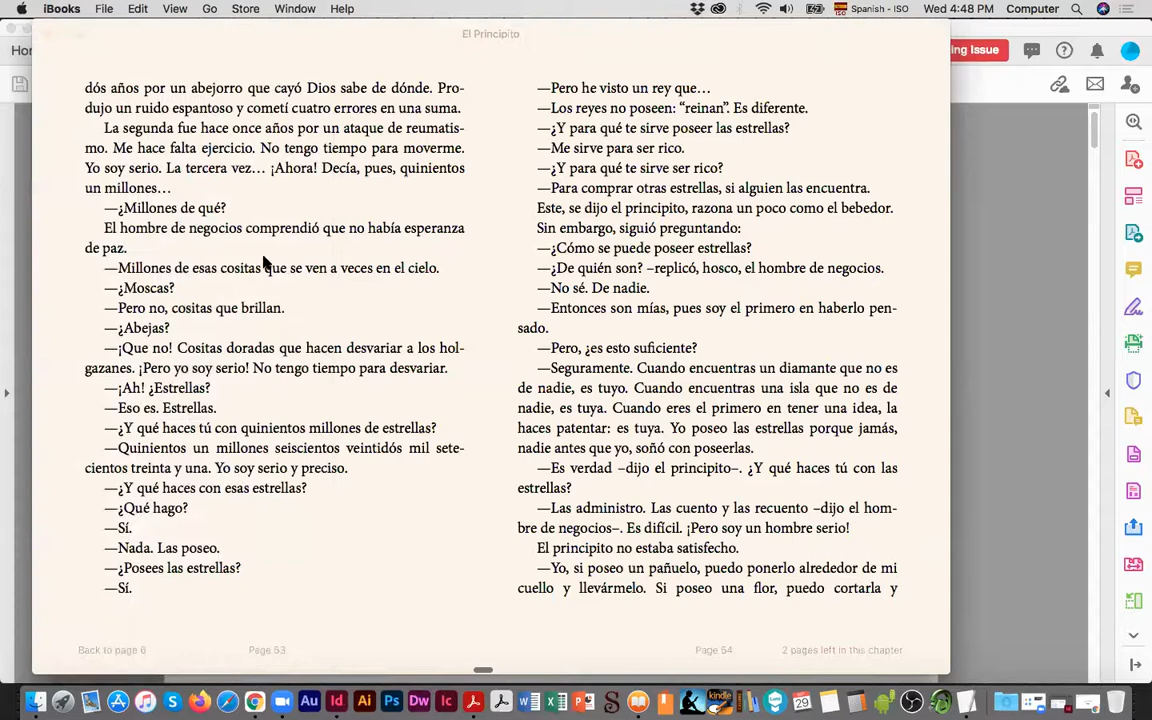 iBooks File Edit View Go Store Window Help Spanish - ISO Wed 4:48 PM Computer
El Principito
Hor
ing Issue
dós años por un abejorro que cayó Dios sabe de dónde. Pro-
dujo un ruido espantoso y cometí cuatro errores en una suma.
La segunda fue hace once años por un ataque de reumatis-
mo. Me hace falta ejercicio. No tengo tiempo para moverme.
Yo soy serio. La tercera vez… ¡Ahora! Decía, pues, quinientos
un millones…
—¿Millones de qué?
El hombre de negocios comprendió que no había esperanza
de paz.
—Millones de esas cositas que se ven a veces en el cielo.
—¿Moscas?
—Pero no, cositas que brillan.
—¿Abejas?
—¡Que no! Cositas doradas que hacen desvariar a los hol-
gazanes. ¡Pero yo soy serio! No tengo tiempo para desvariar.
—¡Ah! ¿Estrellas?
—Eso es. Estrellas.
—¿Y qué haces tú con quinientos millones de estrellas?
—Quinientos un millones seiscientos veintidós mil sete-
cientos treinta y una. Yo soy serio y preciso.
—¿Y qué haces con esas estrellas?
—¿Qué hago?
—Sí.
—Nada. Las poseo.
—¿Posees las estrellas?
—Sí.
—Pero he visto un rey que…
—Los reyes no poseen: “reinan”. Es diferente.
—¿Y para qué te sirve poseer las estrellas?
—Me sirve para ser rico.
—¿Y para qué te sirve ser rico?
—Para comprar otras estrellas, si alguien las encuentra.
Este, se dijo el principito, razona un poco como el bebedor.
Sin embargo, siguió preguntando:
—¿Cómo se puede poseer estrellas?
—¿De quién son? –replicó, hosco, el hombre de negocios.
—No sé. De nadie.
—Entonces son mías, pues soy el primero en haberlo pen-
sado.
—Pero, ¿es esto suficiente?
—Seguramente. Cuando encuentras un diamante que no es
de nadie, es tuyo. Cuando encuentras una isla que no es de
nadie, es tuya. Cuando eres el primero en tener una idea, la
haces patentar: es tuya. Yo poseo las estrellas porque jamás,
nadie antes que yo, soñó con poseerlas.
—Es verdad –dijo el principito–. ¿Y qué haces tú con las
estrellas?
—Las administro. Las cuento y las recuento –dijo el hom-
bre de negocios–. Es difícil. ¡Pero soy un hombre serio!
El principito no estaba satisfecho.
—Yo, si poseo un pañuelo, puedo ponerlo alrededor de mi
cuello y llevármelo. Si poseo una flor, puedo cortarla y
Back to page 6 Page 53 Page 54 2 pages left in this chapter
Au Id Ai Ps Dw Ic W X P S kindle 29